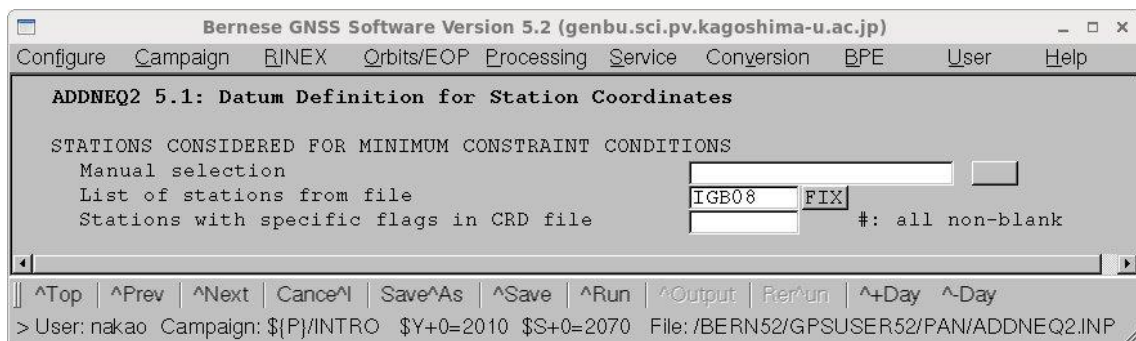 Bernese GNSS Software Version 5.2 (genbu.sci.pv.kagoshima-u.ac.jp)
Configure Campaign RINEX Orbits/EOP Processing Service Conversion BPE User Help
ADDNEQ2 5.1: Datum Definition for Station Coordinates
STATIONS CONSIDERED FOR MINIMUM CONSTRAINT CONDITIONS
Manual selection
List of stations from file IGB08 FIX
Stations with specific flags in CRD file #: all non-blank
^Top | ^Prev | ^Next | Cance^l | Save^As | ^Save | ^Run | ^Output | Rer^un | ^+Day ^-Day
> User: nakao Campaign: ${P}/INTRO $Y+0=2010 $S+0=2070 File: /BERN52/GPSUSER52/PAN/ADDNEQ2.INP